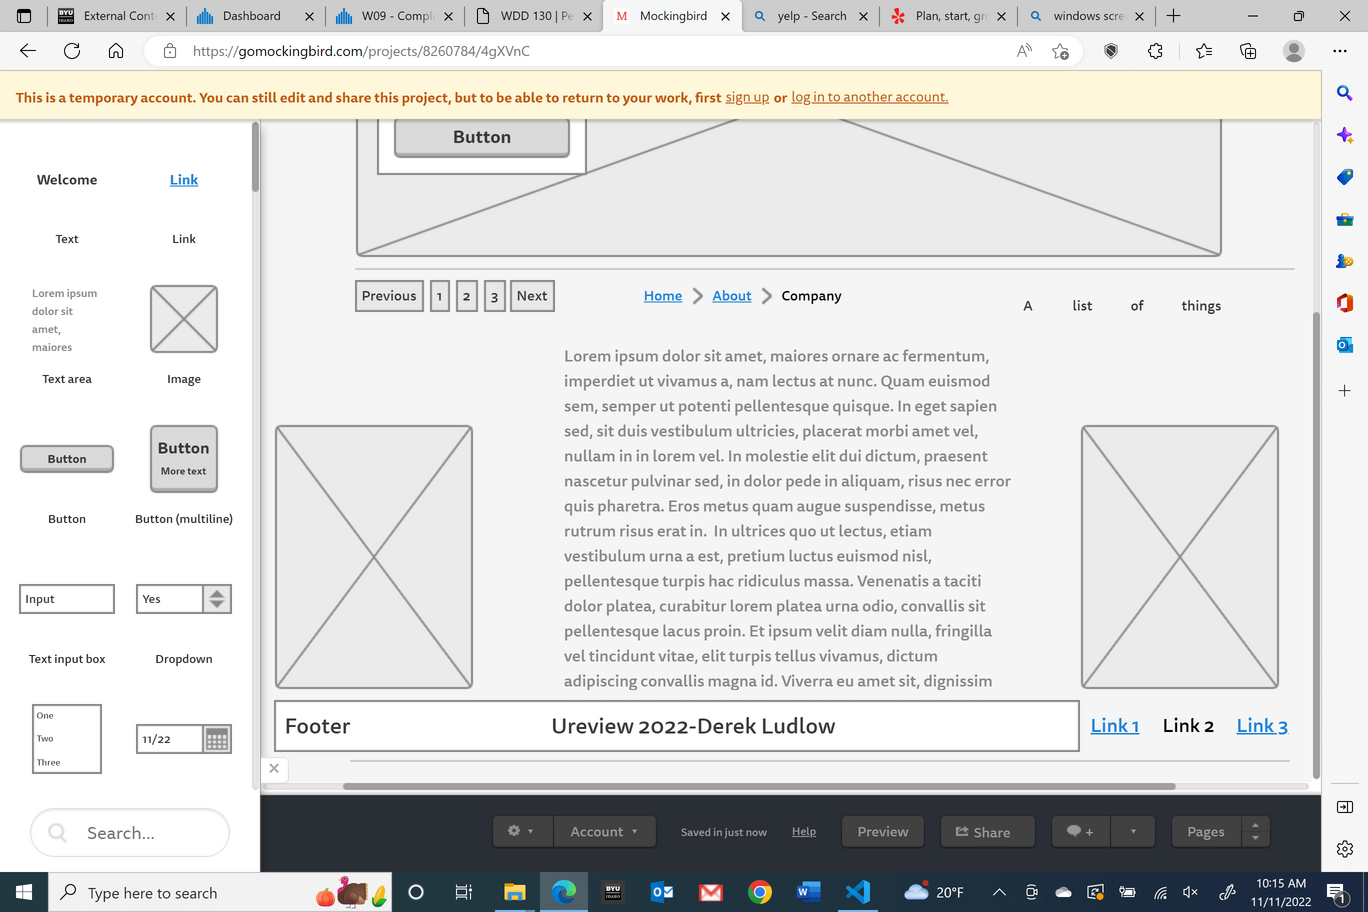 External Cont
Dashboard
W09 - Compl
WDD 130 | Pe
Mockingbird
yelp - Search
Plan, start, gr
windows scre
https://gomockingbird.com/projects/8260784/4gXVnC
This is a temporary account. You can still edit and share this project, but to be able to return to your work, first sign up or log in to another account.
Welcome
Link
Text
Link
Lorem ipsum
dolor sit
amet,
maiores
Text area
Image
Button
Button
More text
Button
Button (multiline)
Input
Yes
Text input box
Dropdown
One
Two
Three
11/22
Search...
Button
Previous 1 2 3 Next
Home About Company
A list of things
Lorem ipsum dolor sit amet, maiores ornare ac fermentum,
imperdiet ut vivamus a, nam lectus at nunc. Quam euismod
sem, semper ut potenti pellentesque quisque. In eget sapien
sed, sit duis vestibulum ultricies, placerat morbi amet vel,
nullam in in lorem vel. In molestie elit dui dictum, praesent
nascetur pulvinar sed, in dolor pede in aliquam, risus nec error
quis pharetra. Eros metus quam augue suspendisse, metus
rutrum risus erat in.  In ultrices quo ut lectus, etiam
vestibulum urna a est, pretium luctus euismod nisl,
pellentesque turpis hac ridiculus massa. Venenatis a taciti
dolor platea, curabitur lorem platea urna odio, convallis sit
pellentesque lacus proin. Et ipsum velit diam nulla, fringilla
vel tincidunt vitae, elit turpis tellus vivamus, dictum
adipiscing convallis magna id. Viverra eu amet sit, dignissim
Footer Ureview 2022-Derek Ludlow Link 1 Link 2 Link 3
Account
Saved in just now
Help
Preview
Share
+
Pages
Type here to search
BYU
IDAHO
20°F
10:15 AM
11/11/2022
1